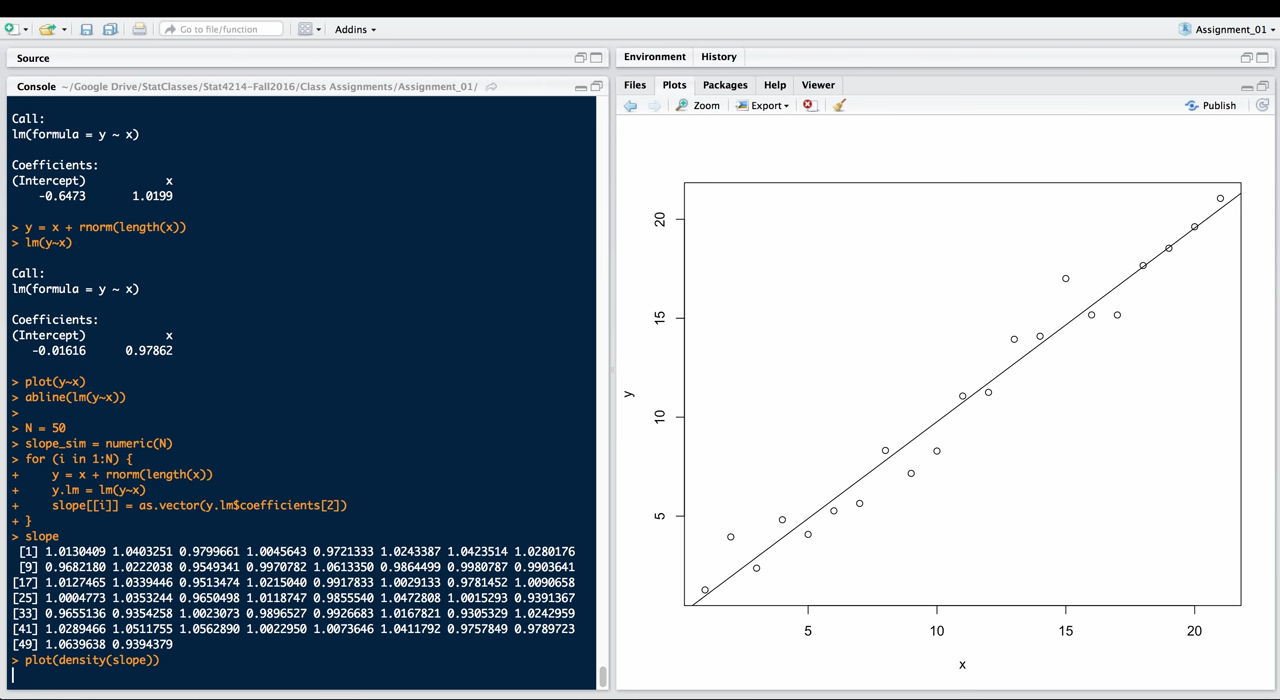 Go to file/function
Addins
Assignment_01
Source
Console ~/Google Drive/StatClasses/Stat4214-Fall2016/Class Assignments/Assignment_01/
Call:
lm(formula = y ~ x)
Coefficients:
(Intercept) x
-0.6473 1.0199
> y = x + rnorm(length(x))
> lm(y~x)
Call:
lm(formula = y ~ x)
Coefficients:
(Intercept) x
-0.01616 0.97862
> plot(y~x)
> abline(lm(y~x))
>
> N = 50
> slope_sim = numeric(N)
> for (i in 1:N) {
+ y = x + rnorm(length(x))
+ y.lm = lm(y~x)
+ slope[[i]] = as.vector(y.lm$coefficients[2])
+ }
> slope
[1] 1.0130409 1.0403251 0.9799661 1.0045643 0.9721333 1.0243387 1.0423514 1.0280176
[9] 0.9682180 1.0222038 0.9549341 0.9970782 1.0613350 0.9864499 0.9980787 0.9903641
[17] 1.0127465 1.0339446 0.9513474 1.0215040 0.9917833 1.0029133 0.9781452 1.0090658
[25] 1.0004773 1.0353244 0.9650498 1.0118747 0.9855540 1.0472808 1.0015293 0.9391367
[33] 0.9655136 0.9354258 1.0023073 0.9896527 0.9926683 1.0167821 0.9305329 1.0242959
[41] 1.0289466 1.0511755 1.0562890 1.0022950 1.0073646 1.0411792 0.9757849 0.9789723
[49] 1.0639638 0.9394379
> plot(density(slope))
Environment History
Files Plots Packages Help Viewer
Zoom Export Publish
20
15
10
5
y
5 10 15 20
x